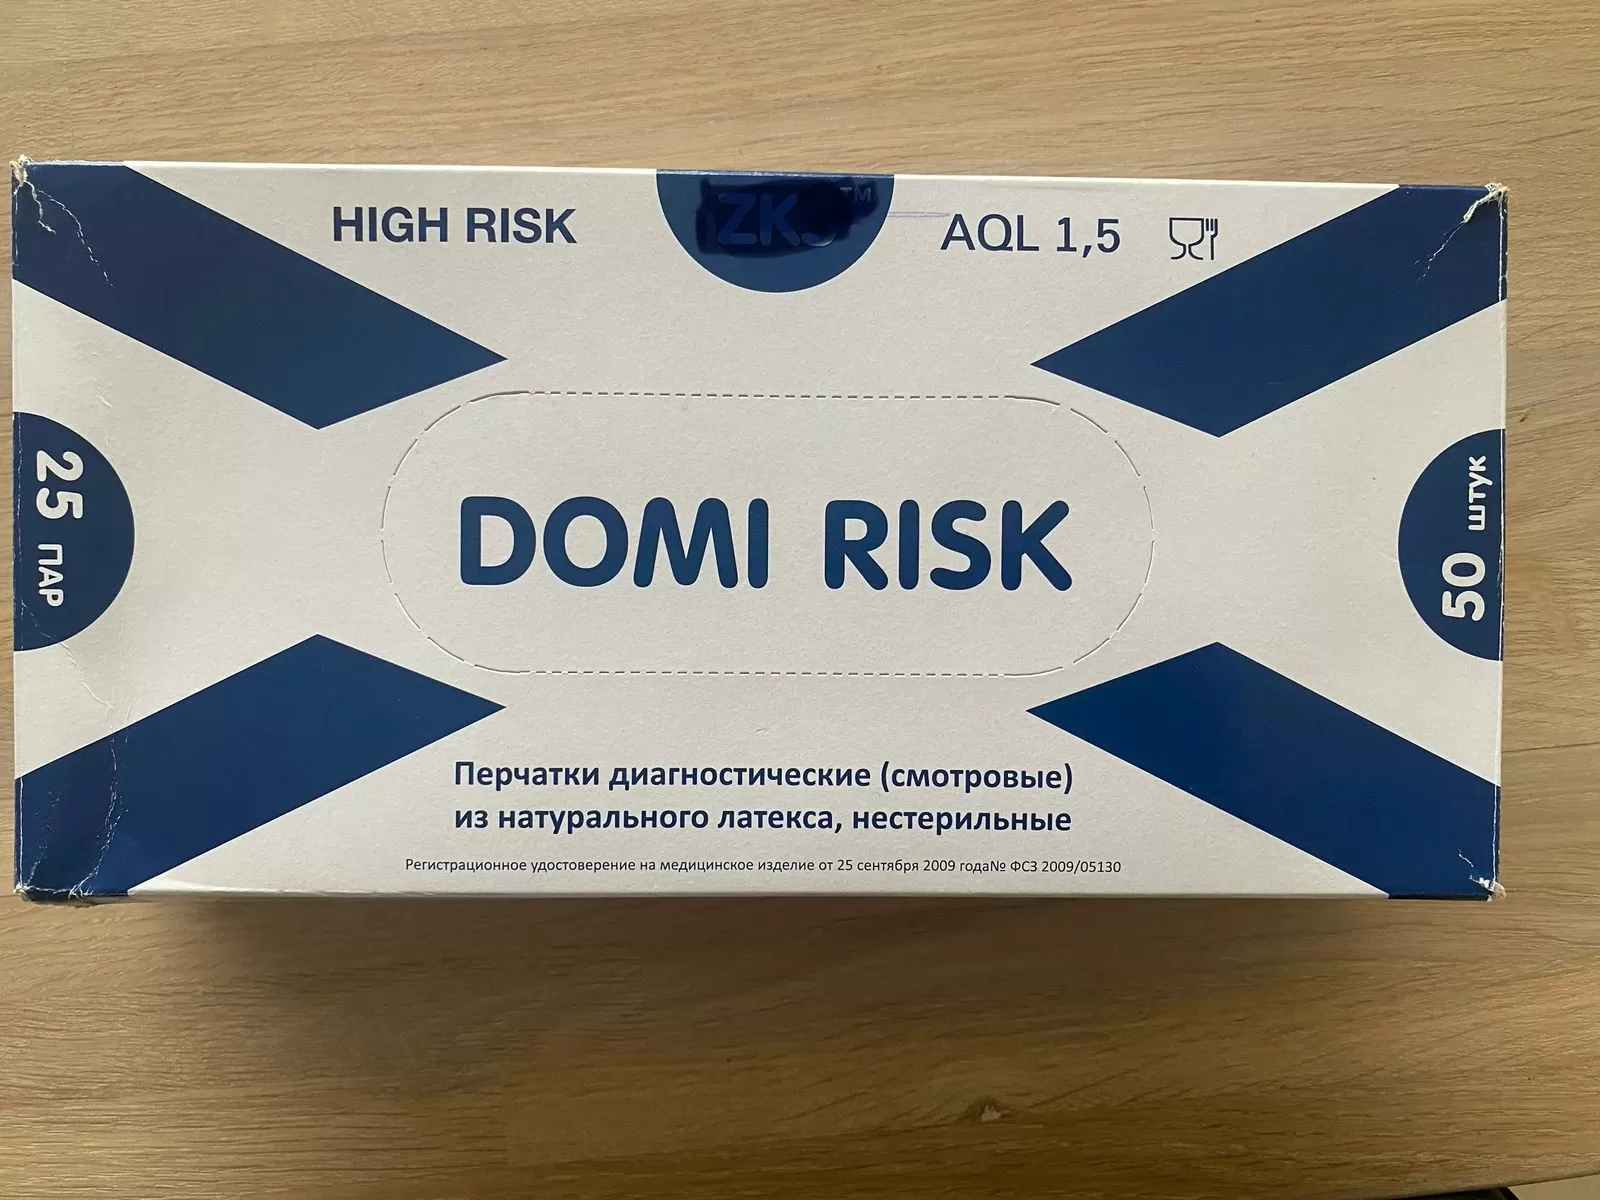 HIGH RISK
ZKS™
AQL 1,5
25 ПАР
50 штук
DOMI RISK
Перчатки диагностические (смотровые)
из натурального латекса, нестерильные
Регистрационное удостоверение на медицинское изделие от 25 сентября 2009 года№ ФСЗ 2009/05130